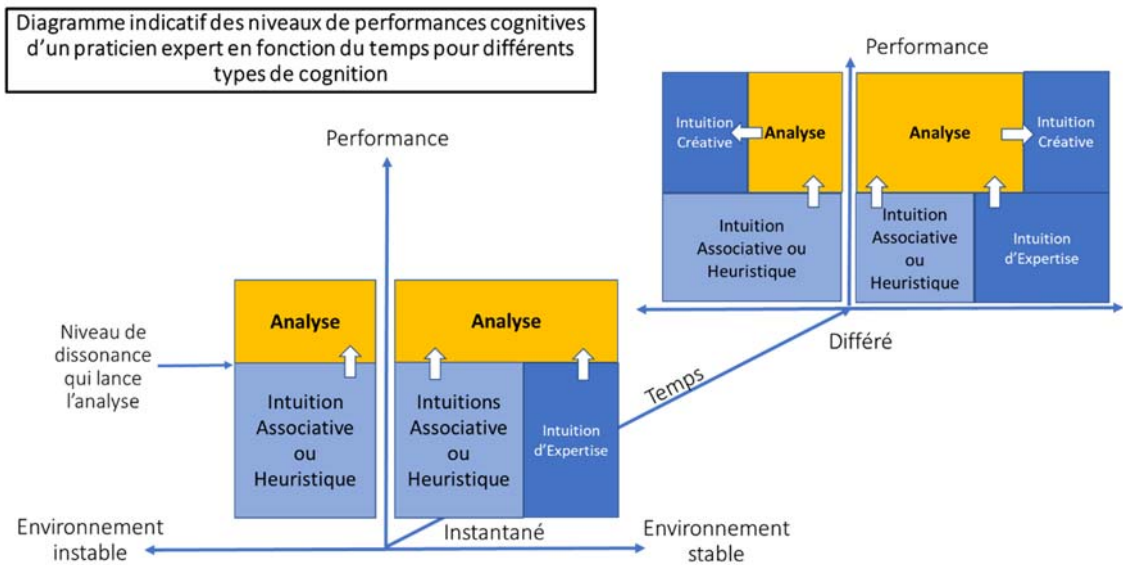 Diagramme indicatif des niveaux de performances cognitives
d'un praticien expert en fonction du temps pour différents
types de cognition
Performance
Intuition
Créative
Analyse
Analyse
Intuition
Créative
Intuition
Associative ou
Heuristique
Intuition
Associative
ou
Heuristique
Intuition
d'Expertise
Différé
Temps
Performance
Niveau de
dissonance
qui lance
l'analyse
Analyse
Analyse
Intuition
Associative
ou
Heuristique
Intuitions
Associative
ou
Heuristique
Intuition
d'Expertise
Environnement
instable
Instantané
Environnement
stable